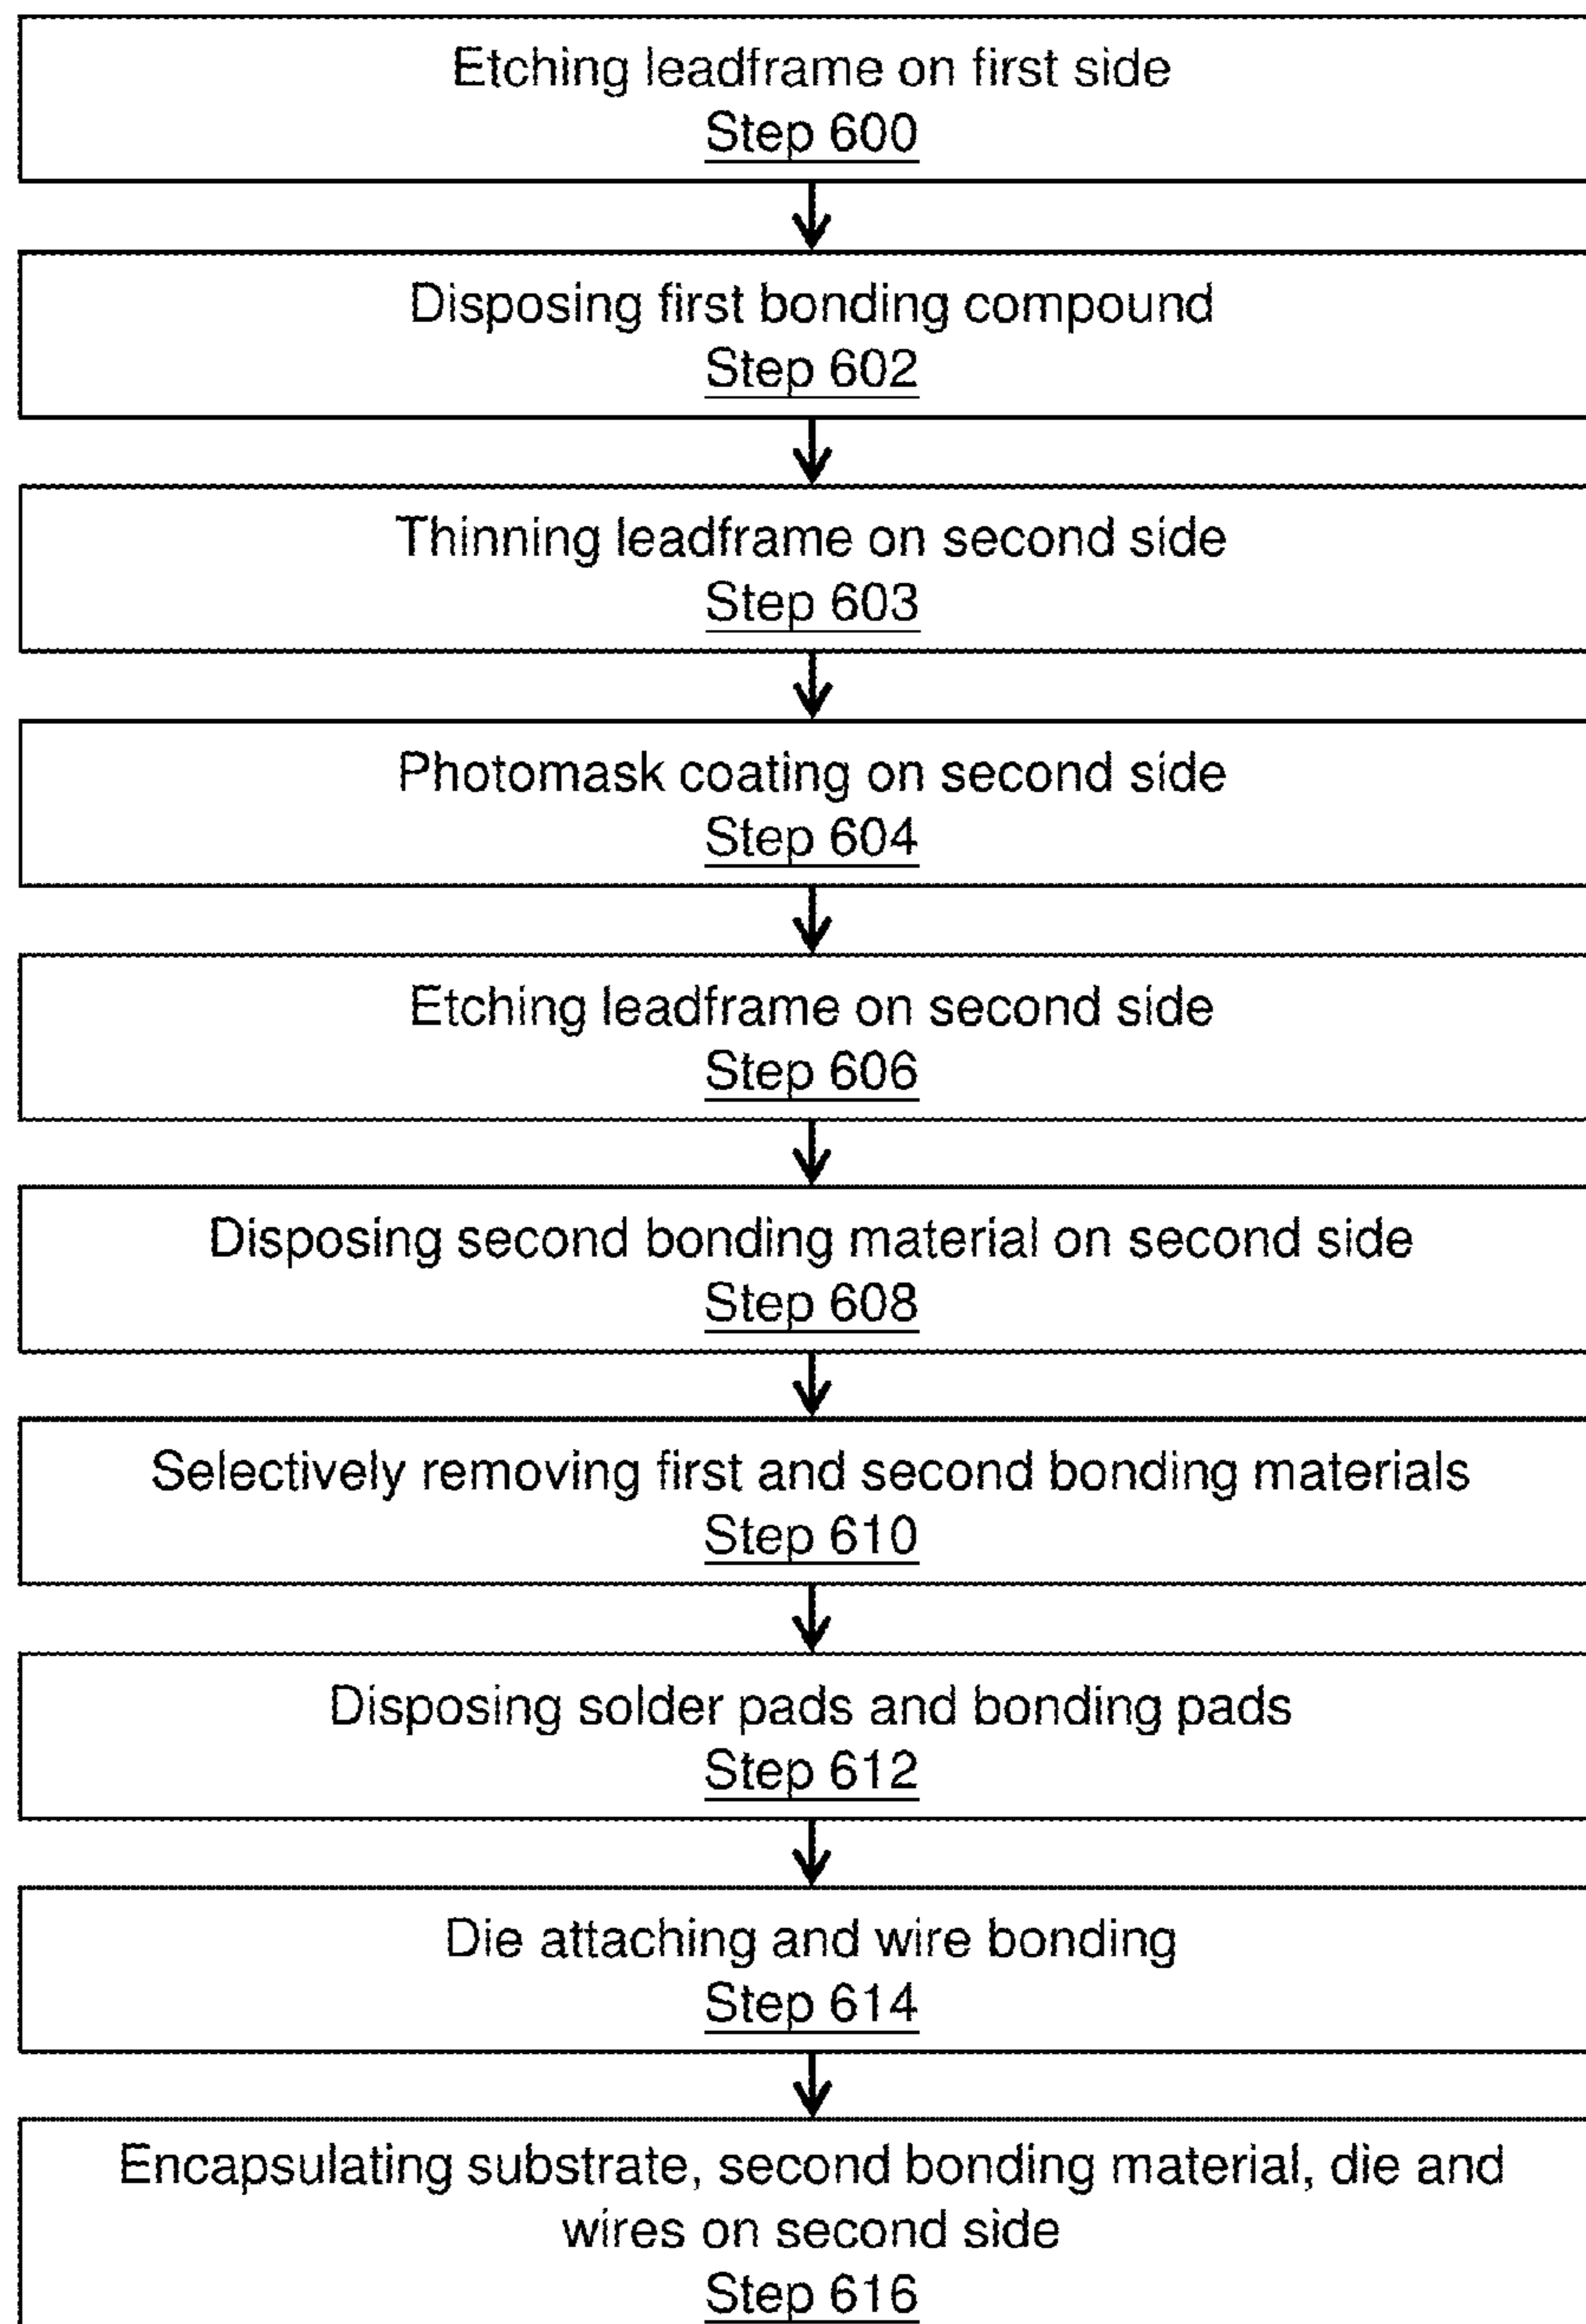 Etching leadframe on first side
Step 600
Disposing first bonding compound
Step 602
Thinning leadframe on second side
Step 603
Photomask coating on second side
Step 604
Etching leadframe on second side
Step 606
Disposing second bonding material on second side
Step 608
Selectively removing first and second bonding materials
Step 610
Disposing solder pads and bonding pads
Step 612
Die attaching and wire bonding
Step 614
Encapsulating substrate, second bonding material, die and
wires on second side
Step 616